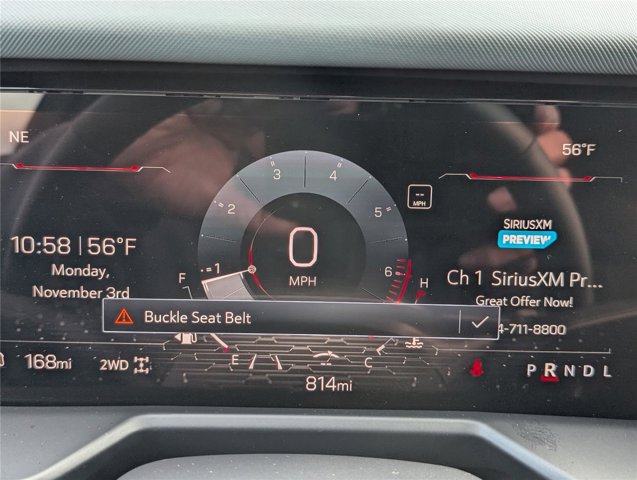 NE
56°F
2
3
4
5
1
6
0
MPH
--
MPH
SIRIUSXM
PREVIEW
10:58 56°F
Monday,
November 3rd
F
H
Ch 1 SiriusXM Pr...
Great Offer Now!
Buckle Seat Belt
4-711-8800
E
C
168mi
2WD
814mi
P R N D L